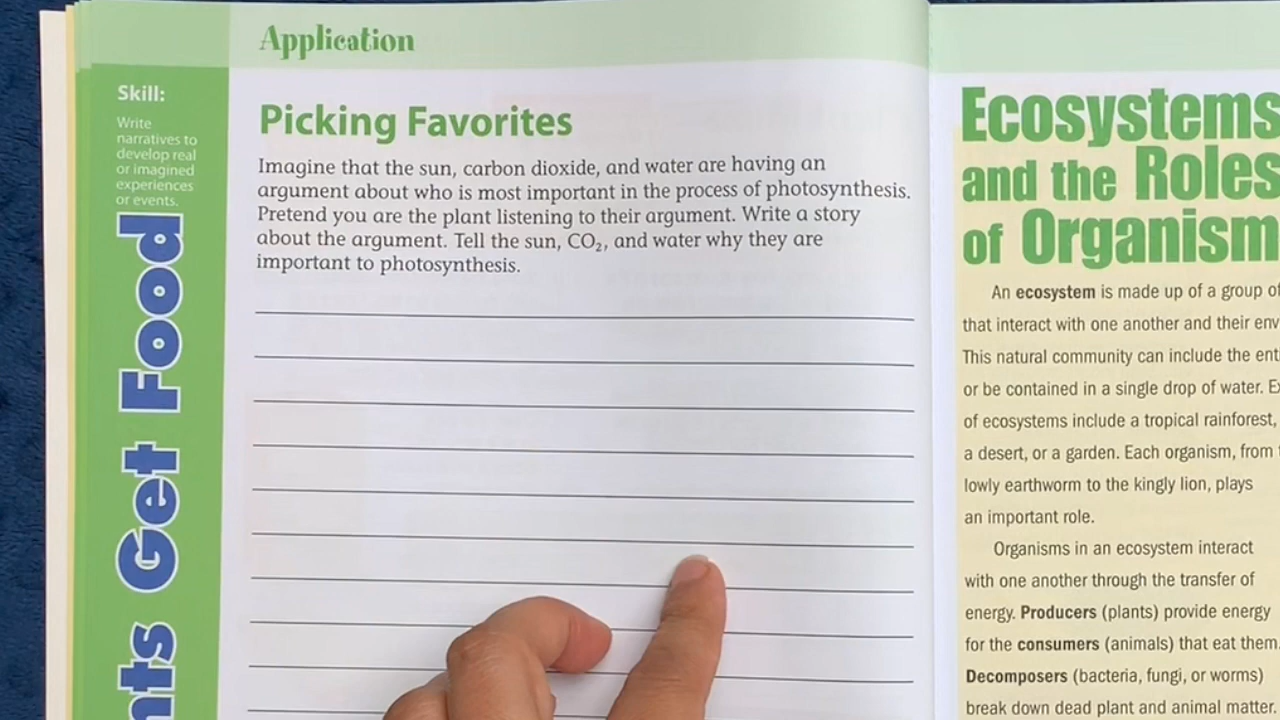 Application
Skill:
Write
narratives to
develop real
or imagined
experiences
or events.
Get Food
Picking Favorites
Imagine that the sun, carbon dioxide, and water are having an
argument about who is most important in the process of photosynthesis.
Pretend you are the plant listening to their argument. Write a story
about the argument. Tell the sun, CO₂, and water why they are
important to photosynthesis.
Ecosystems
and the Roles
of Organism
An ecosystem is made up of a group of
that interact with one another and their
This natural community can include the
or be contained in a single drop of water.
of ecosystems include a tropical rainforest,
a desert, or a garden. Each organism, from
lowly earthworm to the kingly lion, plays
an important role.
Organisms in an ecosystem interact
with one another through the transfer of
energy. Producers (plants) provide energy
for the consumers (animals) that eat them.
Decomposers (bacteria, fungi, or worms)
break down dead plant and animal matter.